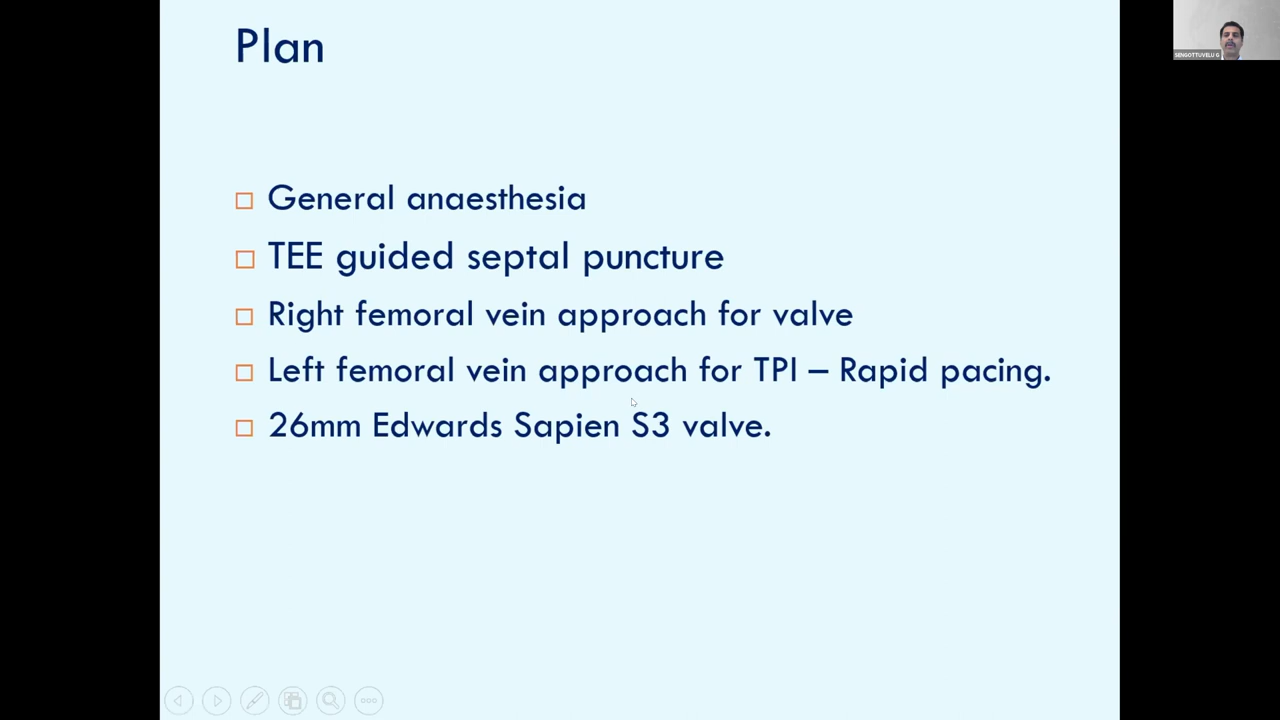 Plan
General anaesthesia
TEE guided septal puncture
Right femoral vein approach for valve
Left femoral vein approach for TPI – Rapid pacing.
26mm Edwards Sapien S3 valve.
SENGOTTUVELU G